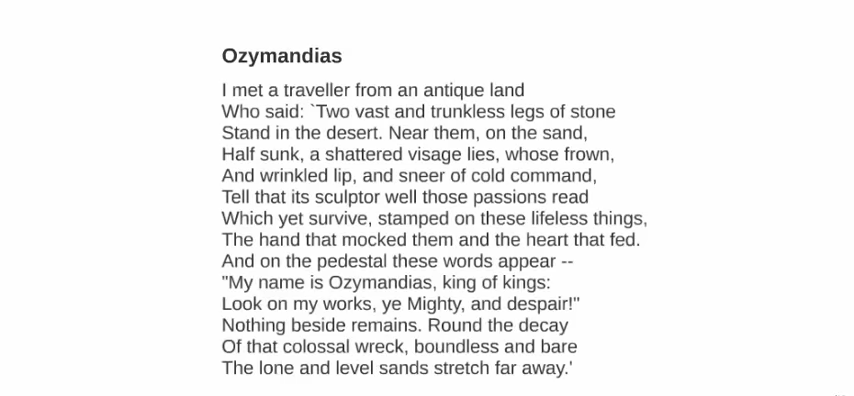 Ozymandias
I met a traveller from an antique land
Who said: `Two vast and trunkless legs of stone
Stand in the desert. Near them, on the sand,
Half sunk, a shattered visage lies, whose frown,
And wrinkled lip, and sneer of cold command,
Tell that its sculptor well those passions read
Which yet survive, stamped on these lifeless things,
The hand that mocked them and the heart that fed.
And on the pedestal these words appear --
"My name is Ozymandias, king of kings:
Look on my works, ye Mighty, and despair!"
Nothing beside remains. Round the decay
Of that colossal wreck, boundless and bare
The lone and level sands stretch far away.'